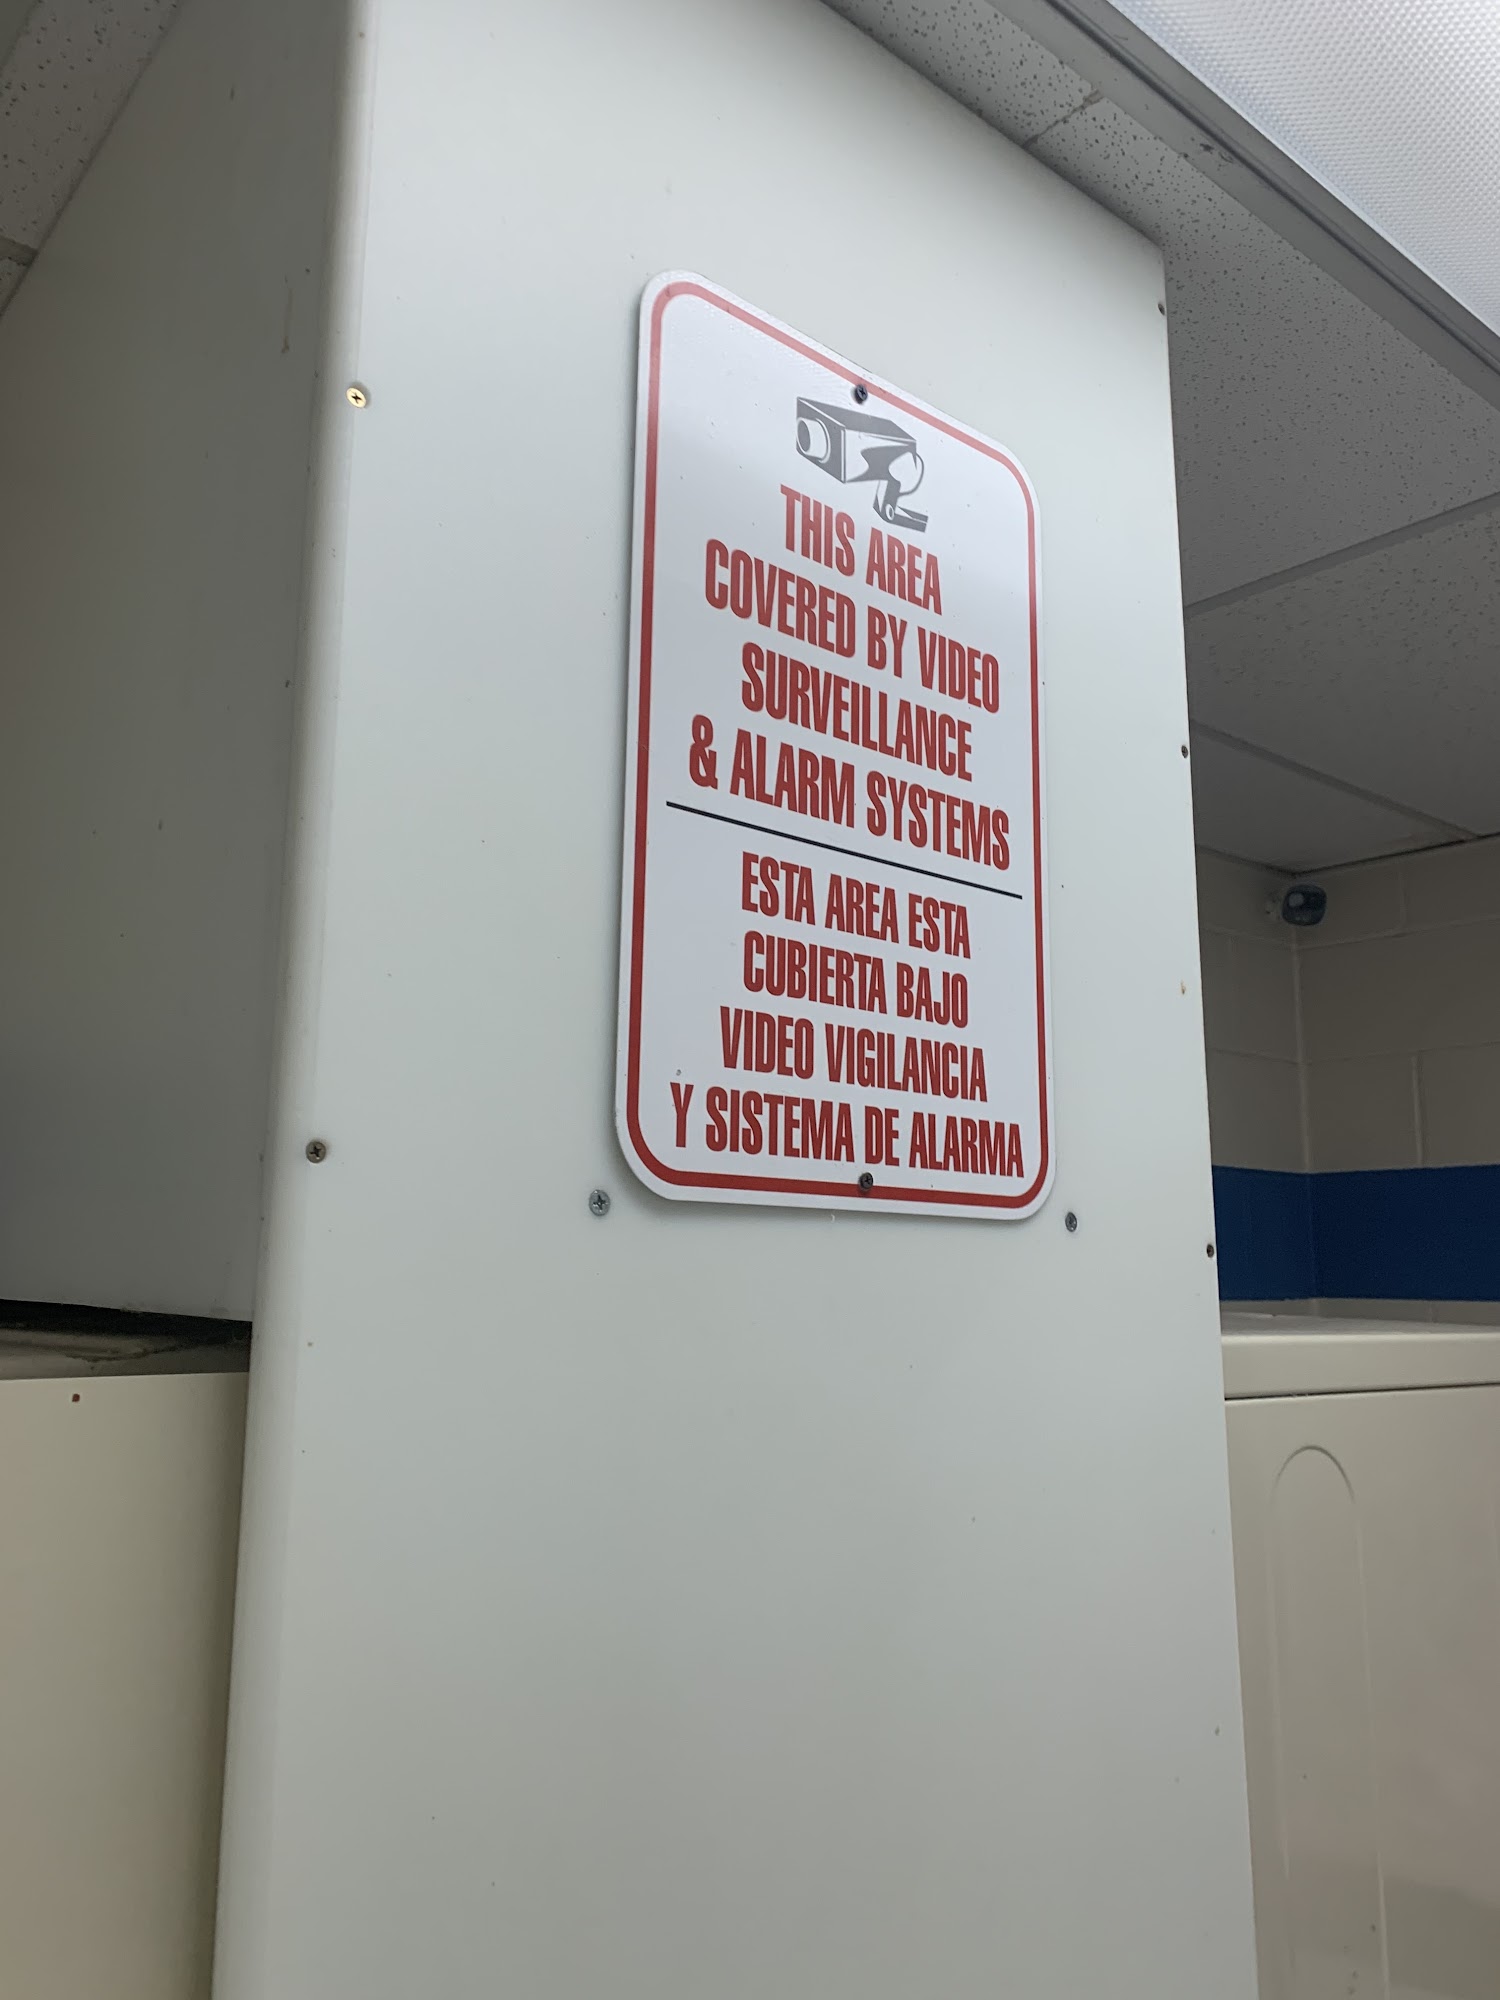 THIS AREA
COVERED BY VIDEO
SURVEILLANCE
& ALARM SYSTEMS
ESTA AREA ESTA
CUBIERTA BAJO
VIDEO VIGILANCIA
Y SISTEMA DE ALARMA